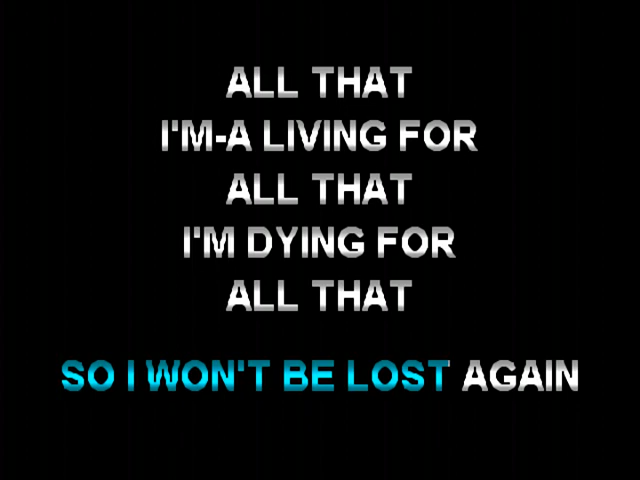 ALL THAT
I'M-A LIVING FOR
ALL THAT
I'M DYING FOR
ALL THAT
SO I WON'T BE LOST AGAIN